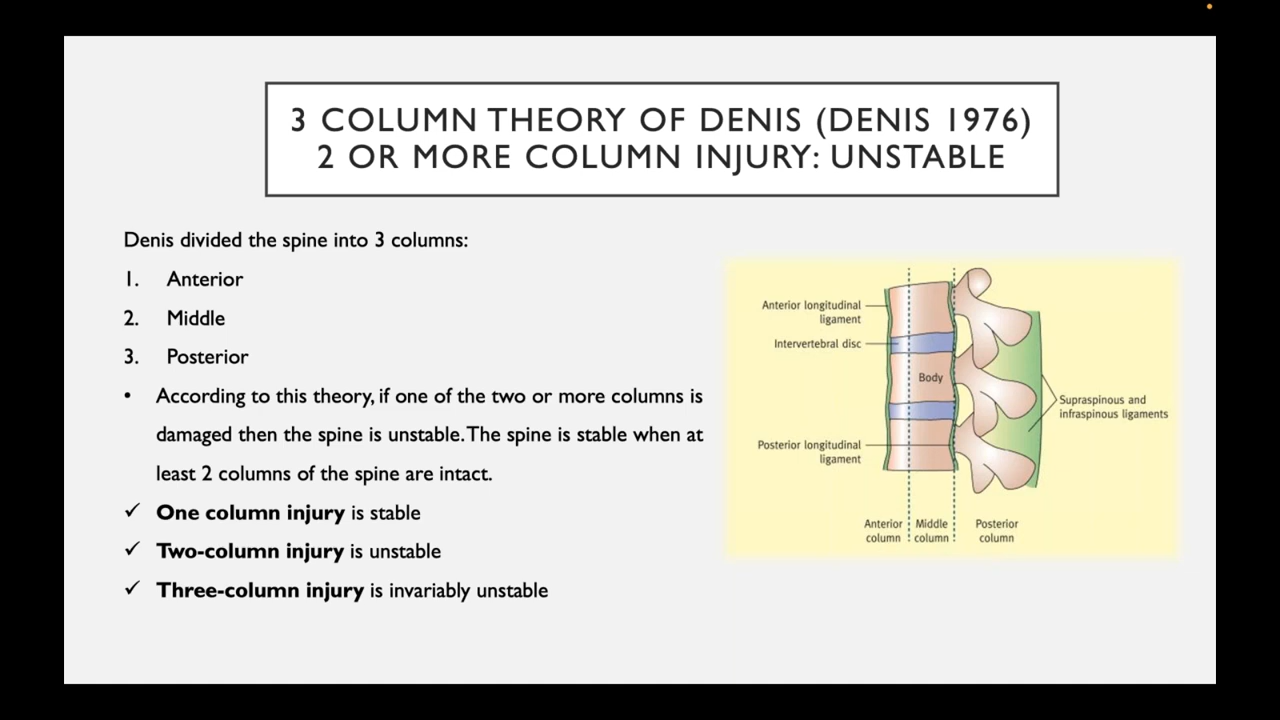 3 COLUMN THEORY OF DENIS (DENIS 1976)
2 OR MORE COLUMN INJURY: UNSTABLE
Denis divided the spine into 3 columns:
1. Anterior
2. Middle
3. Posterior
• According to this theory, if one of the two or more columns is
damaged then the spine is unstable. The spine is stable when at
least 2 columns of the spine are intact.
✓ One column injury is stable
✓ Two-column injury is unstable
✓ Three-column injury is invariably unstable
Anterior longitudinal
ligament
Intervertebral disc
Body
Supraspinous and
infraspinous ligaments
Posterior longitudinal
ligament
Anterior
column
Middle
column
Posterior
column